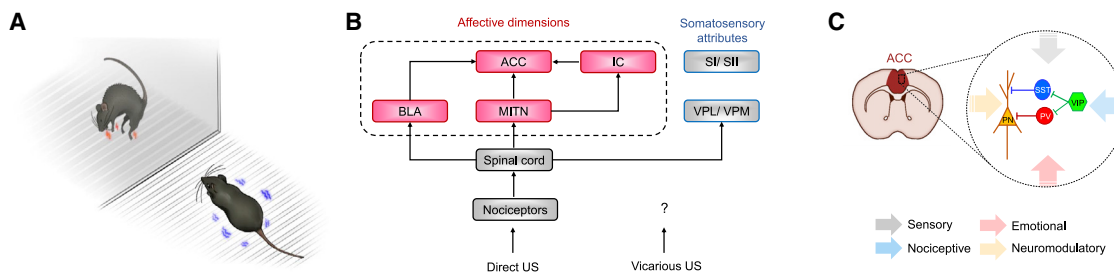 A
B
Affective dimensions
Somatosensory
attributes
ACC
IC
SI/ SII
BLA
MITN
VPL/ VPM
Spinal cord
Nociceptors
?
Direct US
Vicarious US
C
ACC
SST
VIP
PN
PV
Sensory
Emotional
Nociceptive
Neuromodulatory